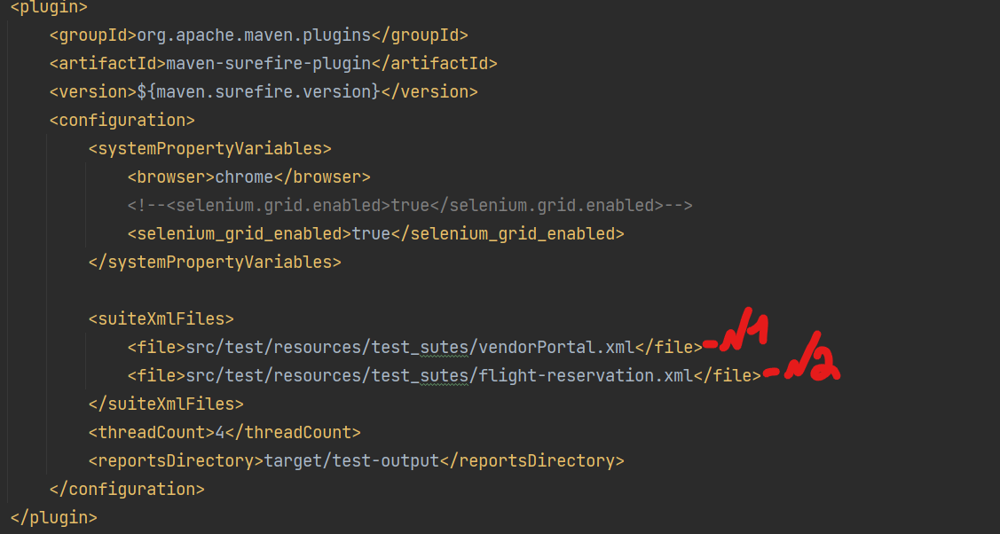 <plugin>
<groupId>org.apache.maven.plugins</groupId>
<artifactId>maven-surefire-plugin</artifactId>
<version>${maven.surefire.version}</version>
<configuration>
<systemPropertyVariables>
<browser>chrome</browser>
<!--<selenium.grid.enabled>true</selenium.grid.enabled>-->
<selenium_grid_enabled>true</selenium_grid_enabled>
</systemPropertyVariables>
<suiteXmlFiles>
<file>src/test/resources/test_sutes/vendorPortal.xml</file> - N1
<file>src/test/resources/test_sutes/flight-reservation.xml</file> - N2
</suiteXmlFiles>
<threadCount>4</threadCount>
<reportsDirectory>target/test-output</reportsDirectory>
</configuration>
</plugin>